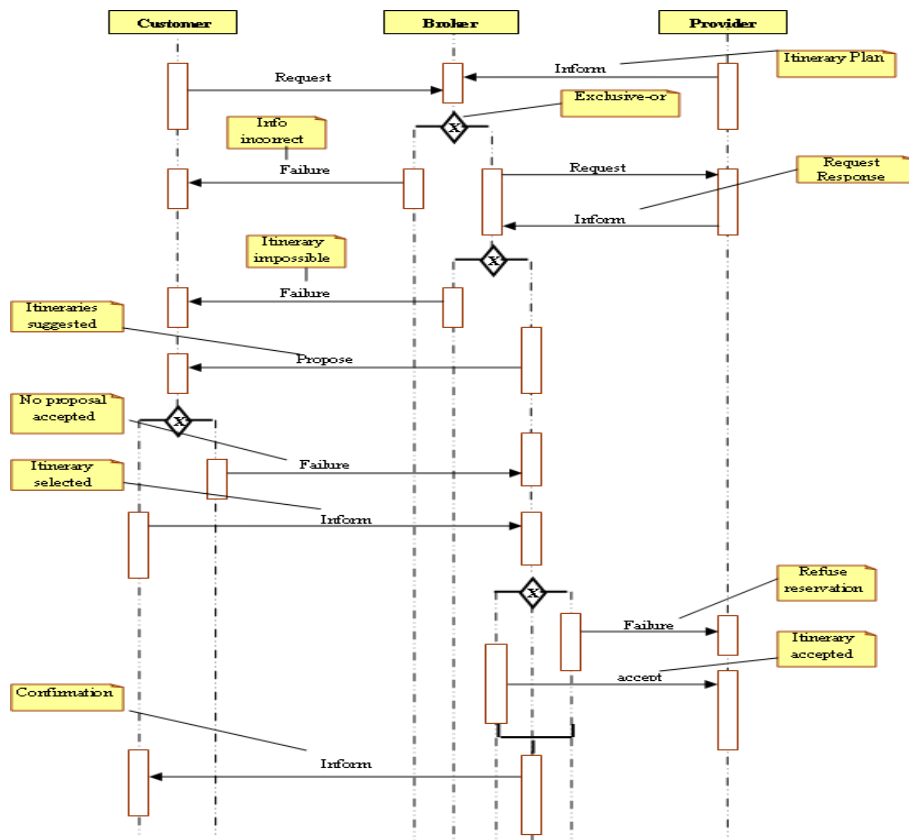 Customer
Broker
Provider
Itinerary Plan
Inform
Request
Exclusive-or
X
Info
incorrect
Request
Response
Failure
Request
Inform
Itinerary
impossible
X
Failure
Itineraries
suggested
Propose
No proposal
accepted
X
Failure
Itinerary
selected
Inform
Refuse
reservation
X
Failure
Itinerary
accepted
accept
Confirmation
Inform